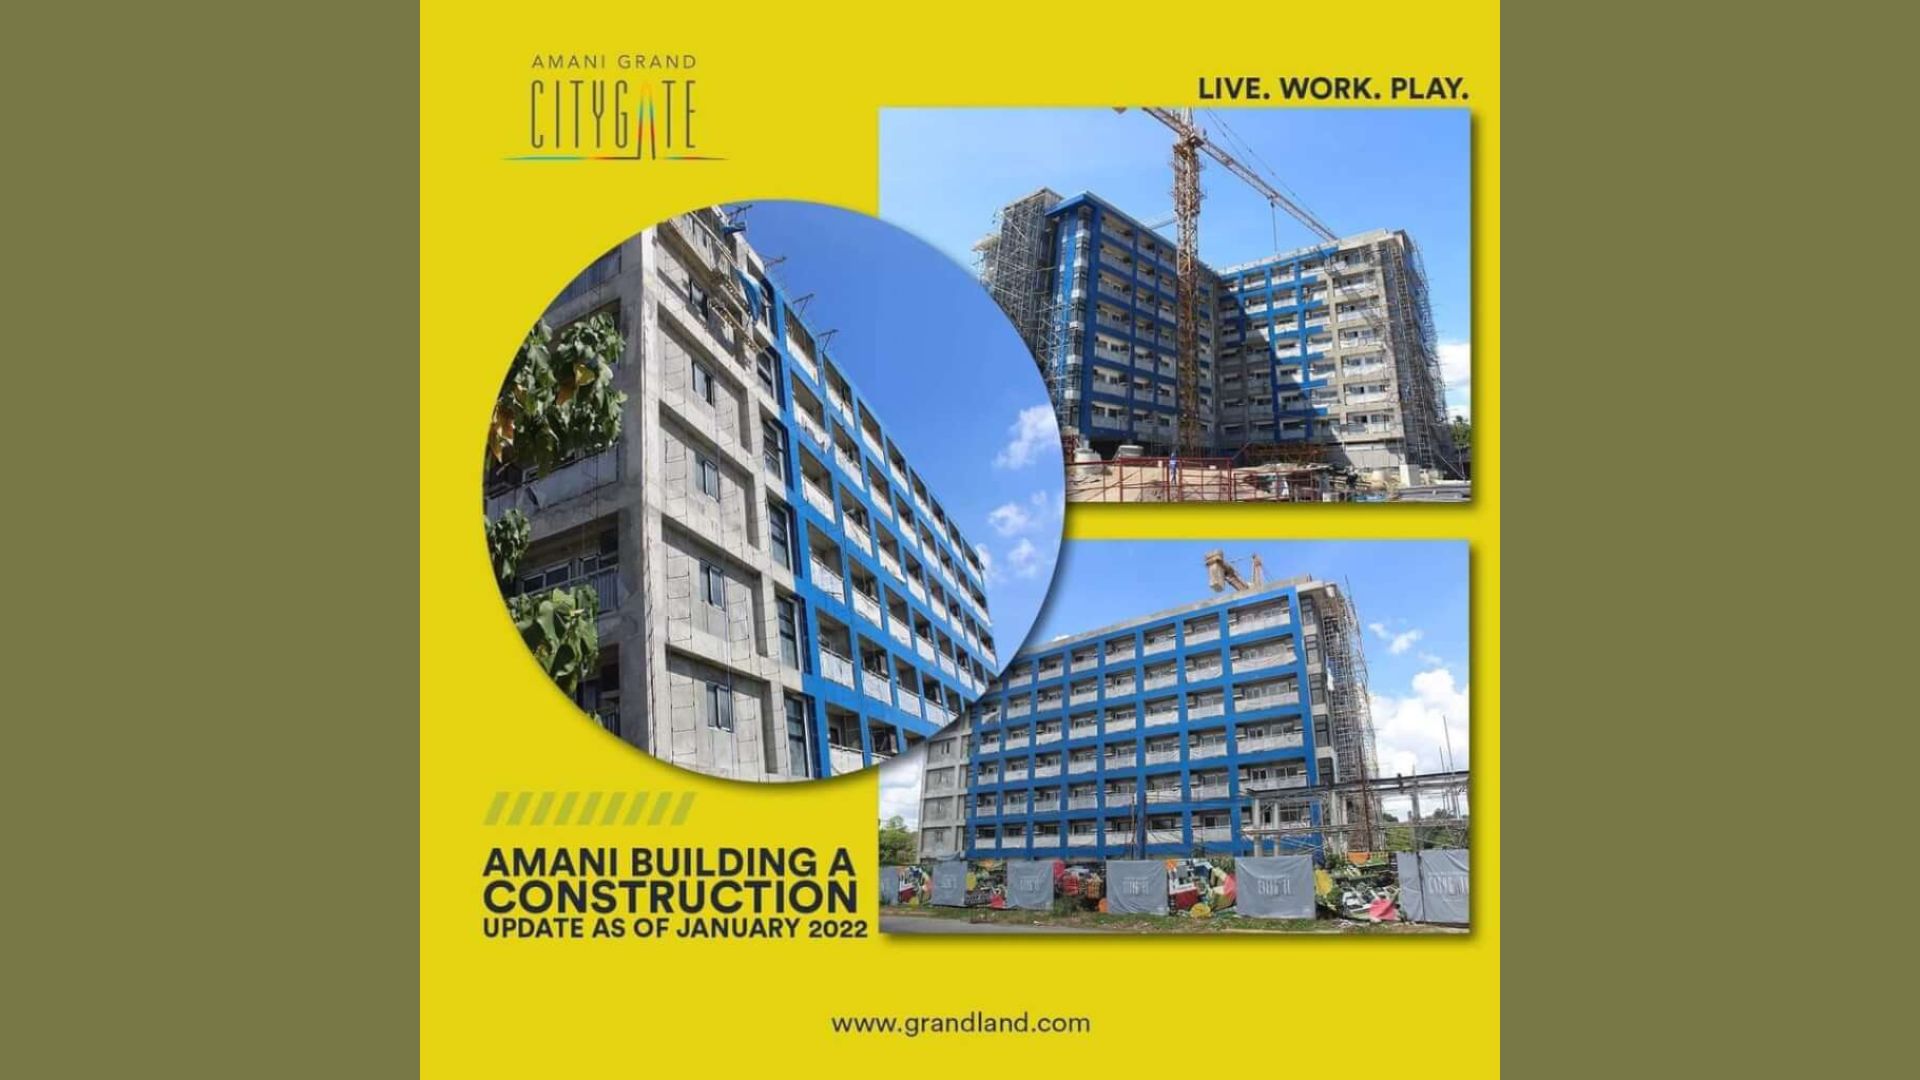 AMANI GRAND
CITYGATE
LIVE. WORK. PLAY.
AMANI BUILDING A
CONSTRUCTION
UPDATE AS OF JANUARY 2022
www.grandland.com